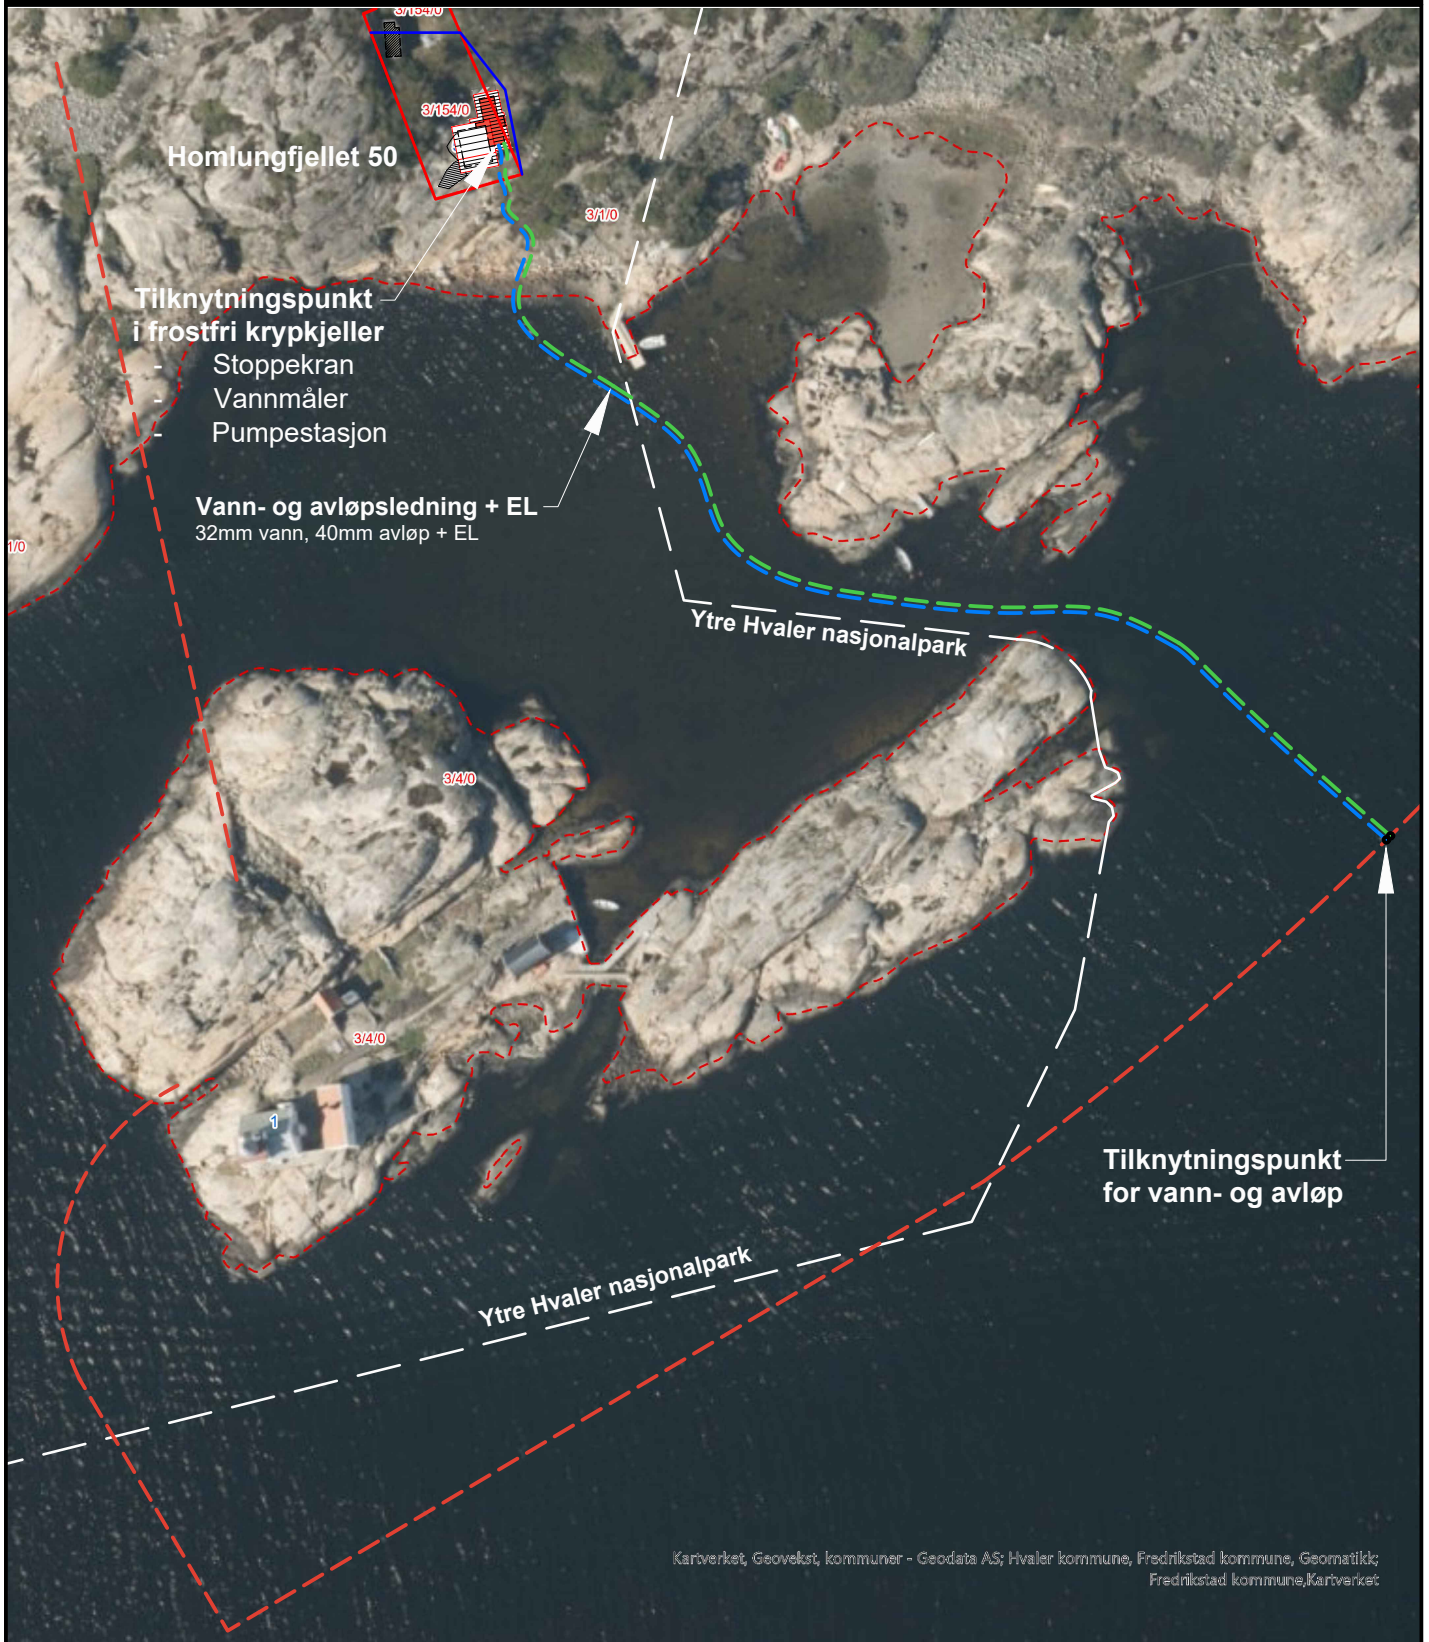 3/154/0
3/154/0
Homlungfjellet 50
3/1/0
Tilknytningspunkt
i frostfri krypkjeller
- Stoppekran
- Vannmåler
- Pumpestasjon
Vann- og avløpsledning + EL
32mm vann, 40mm avløp + EL
1/0
Ytre Hvaler nasjonalpark
3/4/0
3/4/0
1
Tilknytningspunkt
for vann- og avløp
Ytre Hvaler nasjonalpark
Kartverket, Geovekst, kommuner - Geodata AS; Hvaler kommune, Fredrikstad kommune, Geomatikk;
Fredrikstad kommune,Kartverket